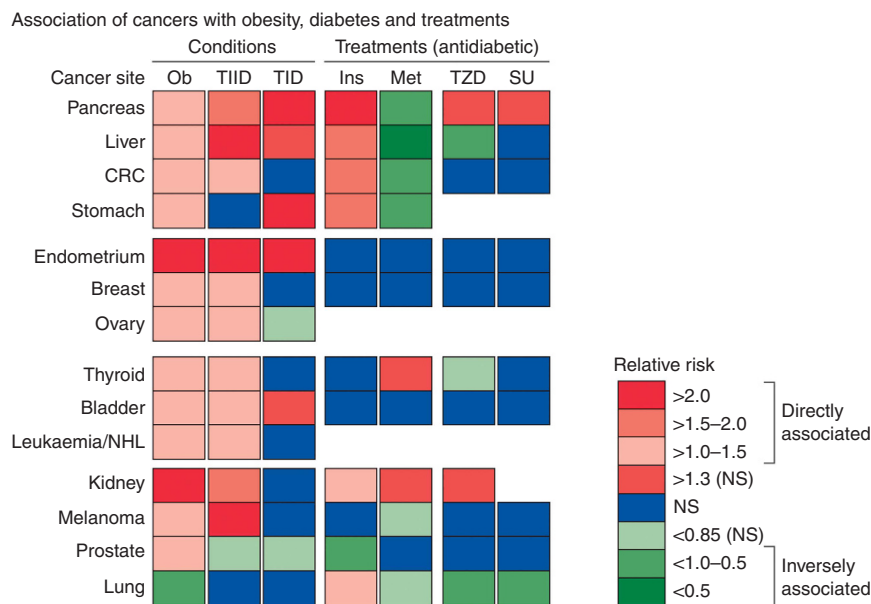 Association of cancers with obesity, diabetes and treatments
Conditions Treatments (antidiabetic)
Cancer site Ob TIID TID Ins Met TZD SU
Pancreas
Liver
CRC
Stomach
Endometrium
Breast
Ovary
Thyroid
Bladder
Leukaemia/NHL
Kidney
Melanoma
Prostate
Lung
Relative risk
>2.0
>1.5–2.0
>1.0–1.5
Directly
associated
>1.3 (NS)
NS
<0.85 (NS)
<1.0–0.5
<0.5
Inversely
associated